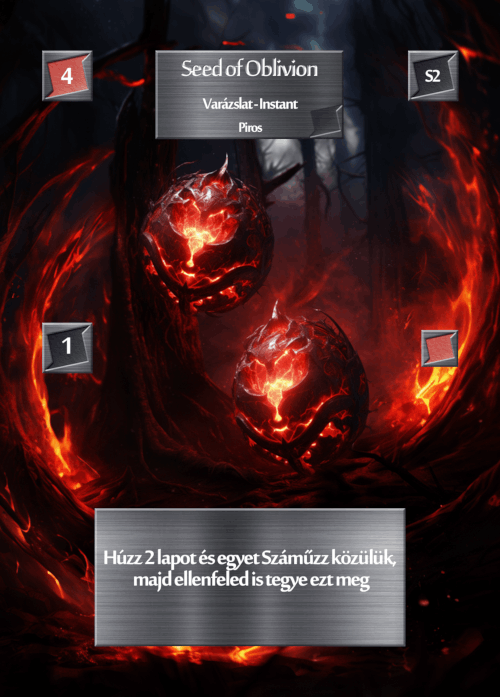 4
Seed of Oblivion
S2
Varázslat - Instant
Piros
1
Húzz 2 lapot és egyet Száműzz közülük,
majd ellenfeled is tegye ezt meg